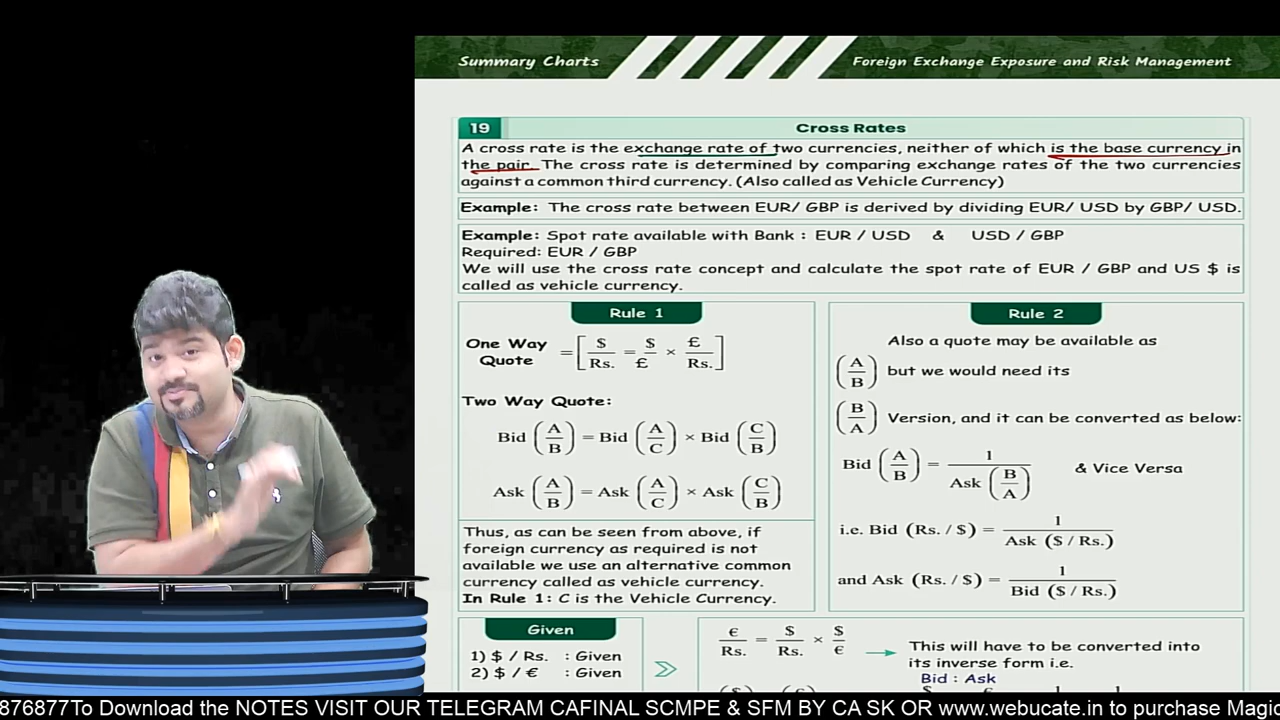 Summary Charts
Foreign Exchange Exposure and Risk Management
19
Cross Rates
A cross rate is the exchange rate of two currencies, neither of which is the base currency in
the pair. The cross rate is determined by comparing exchange rates of the two currencies
against a common third currency. (Also called as Vehicle Currency)
Example: The cross rate between EUR/ GBP is derived by dividing EUR/ USD by GBP/ USD.
Example: Spot rate available with Bank : EUR / USD & USD / GBP
Required: EUR / GBP
We will use the cross rate concept and calculate the spot rate of EUR / GBP and US $ is
called as vehicle currency.
Rule 1
One Way
Quote
= [ $ / Rs. = $ / £ × £ / Rs. ]
Two Way Quote:
Bid (A/B) = Bid (A/C) × Bid (C/B)
Ask (A/B) = Ask (A/C) × Ask (C/B)
Thus, as can be seen from above, if
foreign currency as required is not
available we use an alternative common
currency called as vehicle currency.
In Rule 1: C is the Vehicle Currency.
Rule 2
Also a quote may be available as
(A/B) but we would need its
(B/A) Version, and it can be converted as below:
Bid (A/B) = 1 / Ask (B/A) & Vice Versa
i.e. Bid (Rs. / $) = 1 / Ask ($ / Rs.)
and Ask (Rs. / $) = 1 / Bid ($ / Rs.)
Given
1) $ / Rs. : Given
2) $ / € : Given
€ / Rs. = $ / Rs. × $ / €
This will have to be converted into
its inverse form i.e.
Bid : Ask
876877To Download the NOTES VISIT OUR TELEGRAM CAFINAL SCMPE & SFM BY CA SK OR www.webucate.in to purchase Magic